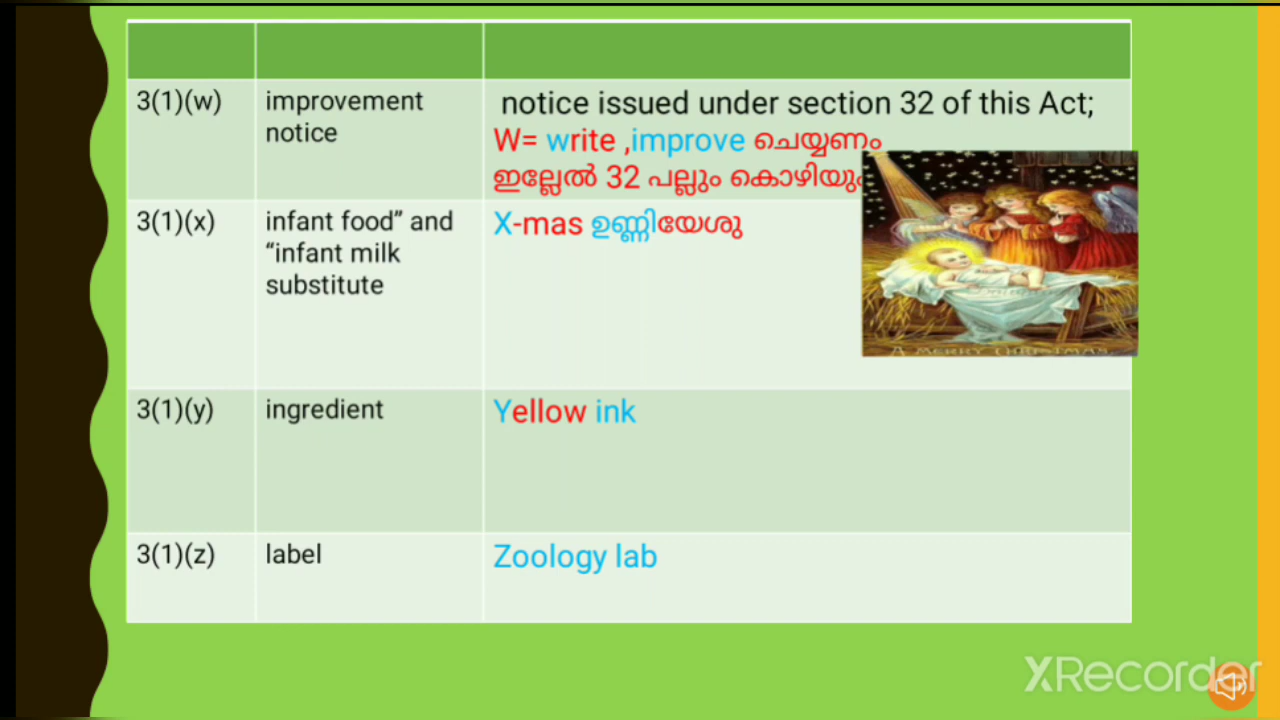 3(1)(w) improvement notice issued under section 32 of this Act;
notice W= write ,improve ചെയ്യണം
ഇല്ലേൽ 32 പല്ലും കൊഴിയും
3(1)(x) infant food” and X-mas ഉണ്ണിയേശു
“infant milk
substitute
A MERRY CHRISTMAS
3(1)(y) ingredient Yellow ink
3(1)(z) label Zoology lab
XRecorder